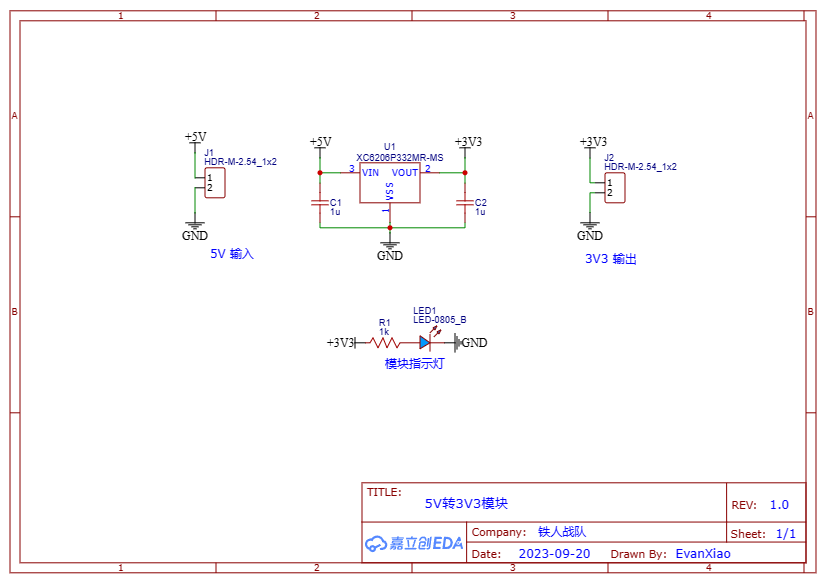 1 2 3 4
A A
+5V
J1
HDR-M-2.54_1x2
1
2
GND
5V 输入
+5V
U1
XC6206P332MR-MS
+3V3
3 VIN VOUT 2
VSS
1
C1
1u
C2
1u
GND
+3V3
J2
HDR-M-2.54_1x2
1
2
GND
3V3 输出
B B
LED1
LED-0805_B
R1
1k
+3V3
GND
模块指示灯
TITLE:
5V转3V3模块
REV: 1.0
嘉立创EDA
Company: 铁人战队
Sheet: 1/1
Date: 2023-09-20 Drawn By: EvanXiao
1 2 3 4